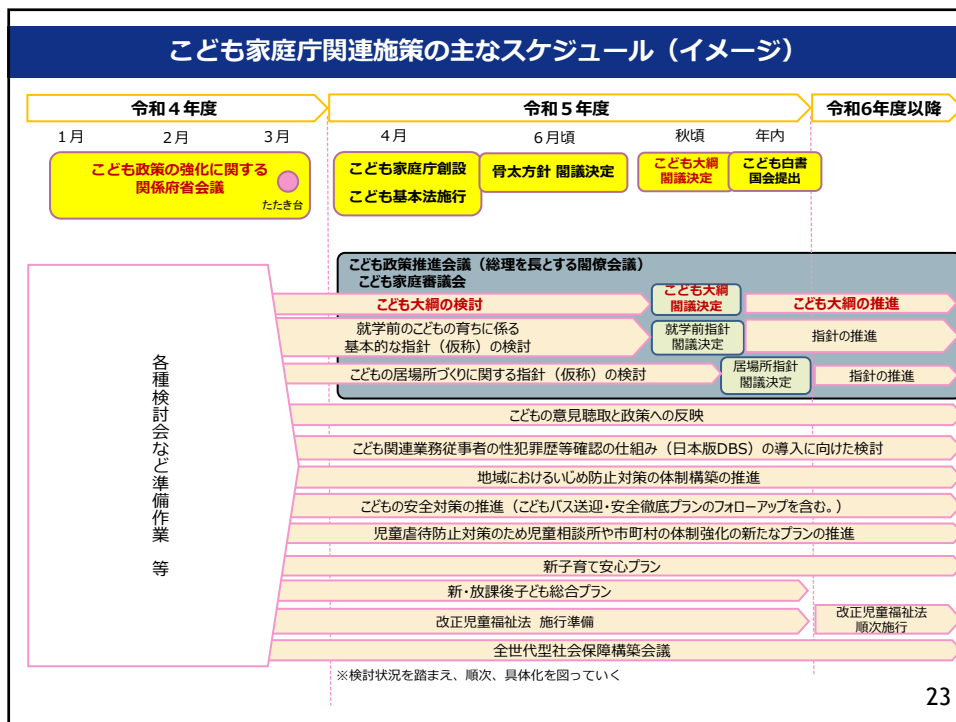 こども家庭庁関連施策の主なスケジュール（イメージ）
令和４年度
令和５年度
令和6年度以降
１月
２月
３月
４月
６月頃
秋頃
年内
こども政策の強化に関する
関係府省会議
たたき台
こども家庭庁創設
こども基本法施行
骨太方針 閣議決定
こども大綱
閣議決定
こども白書
国会提出
こども政策推進会議（総理を長とする閣僚会議）
こども家庭審議会
こども大綱の検討
こども大綱
閣議決定
こども大綱の推進
就学前のこどもの育ちに係る
基本的な指針（仮称）の検討
就学前指針
閣議決定
指針の推進
こどもの居場所づくりに関する指針（仮称）の検討
居場所指針
閣議決定
指針の推進
各種検討会など準備作業 等
こどもの意見聴取と政策への反映
こども関連業務従事者の性犯罪歴等確認の仕組み（日本版DBS）の導入に向けた検討
地域におけるいじめ防止対策の体制構築の推進
こどもの安全対策の推進（こどもバス送迎・安全徹底プランのフォローアップを含む。）
児童虐待防止対策のため児童相談所や市町村の体制強化の新たなプランの推進
新子育て安心プラン
新・放課後子ども総合プラン
改正児童福祉法 施行準備
改正児童福祉法
順次施行
全世代型社会保障構築会議
※検討状況を踏まえ、順次、具体化を図っていく
23